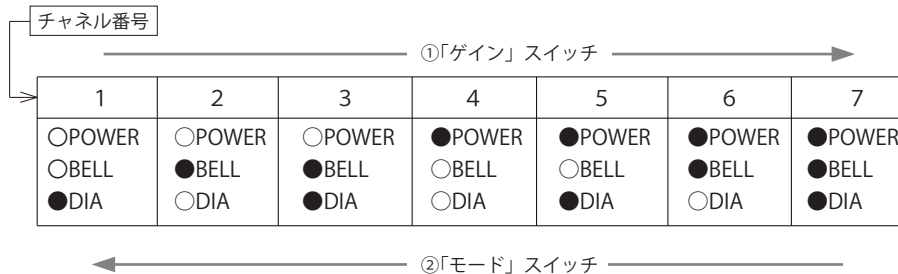 チャネル番号
①「ゲイン」スイッチ
1 2 3 4 5 6 7
○POWER ○POWER ○POWER ●POWER ●POWER ●POWER ●POWER
○BELL ●BELL ●BELL ○BELL ○BELL ●BELL ●BELL
●DIA ○DIA ●DIA ○DIA ●DIA ○DIA ●DIA
②「モード」スイッチ